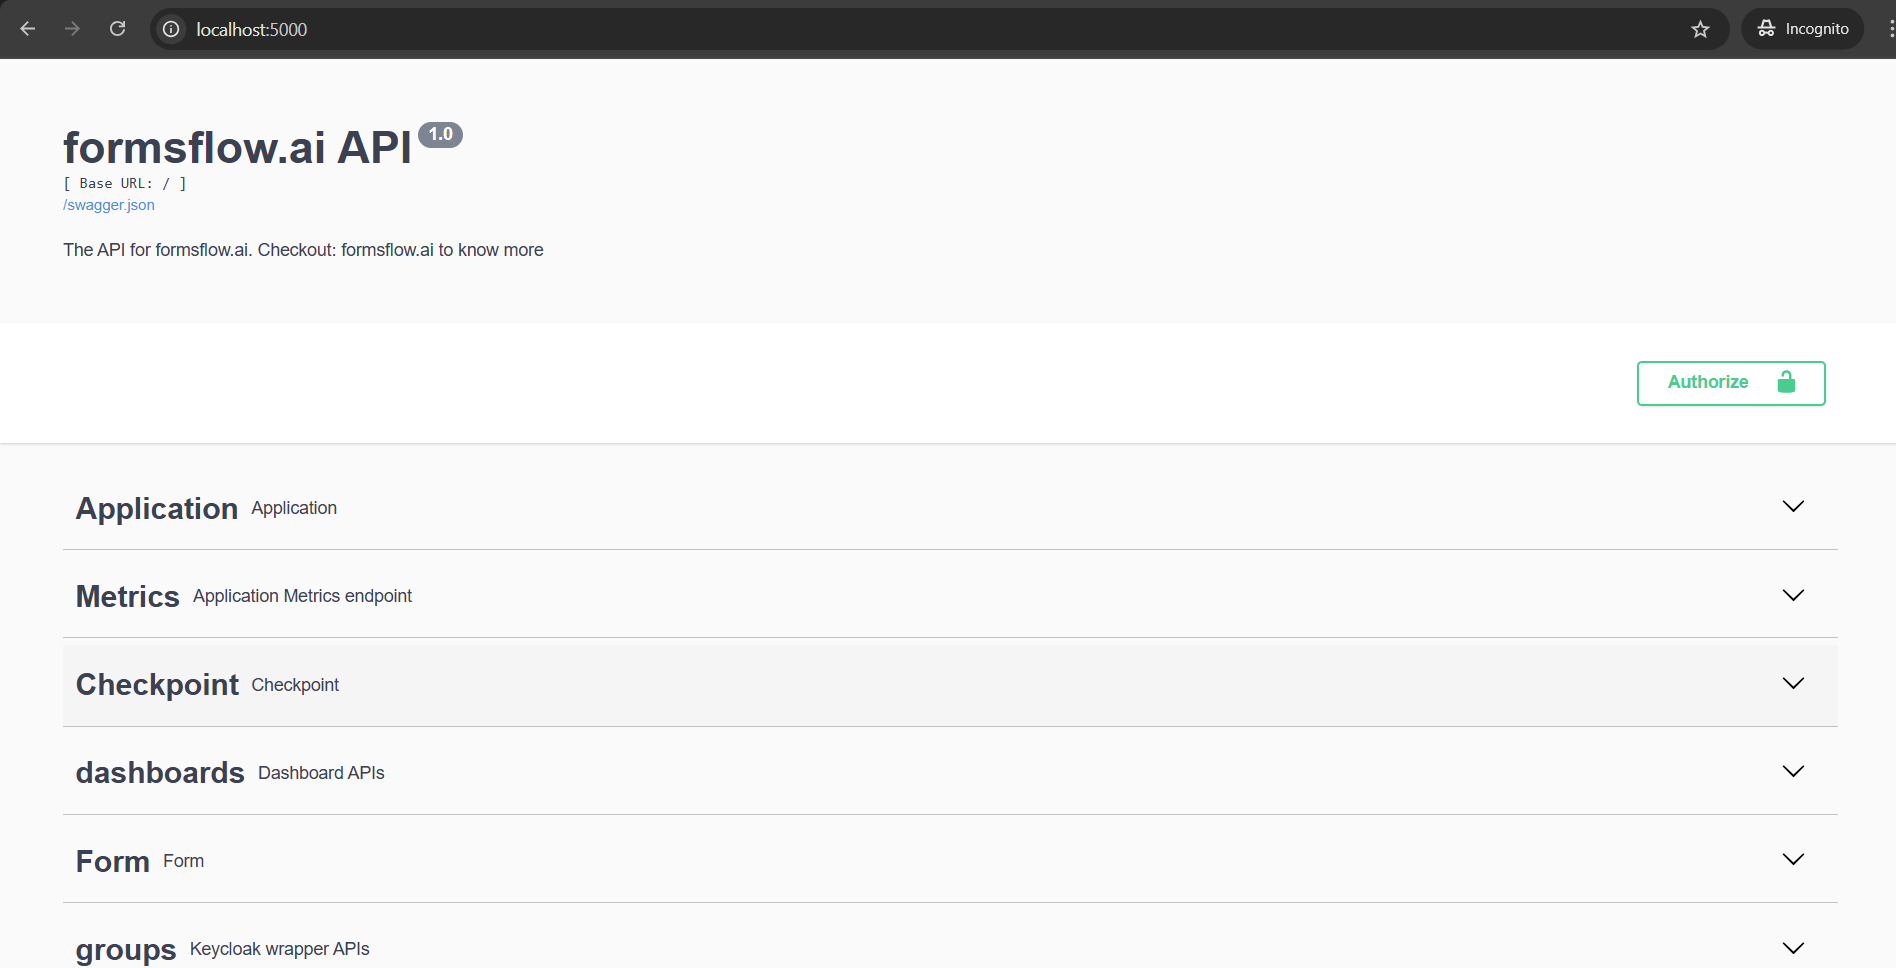 localhost:5000
Incognito
formsflow.ai API 1.0
[ Base URL: / ]
/swagger.json
The API for formsflow.ai. Checkout: formsflow.ai to know more
Authorize
Application Application
Metrics Application Metrics endpoint
Checkpoint Checkpoint
dashboards Dashboard APIs
Form Form
groups Keycloak wrapper APIs